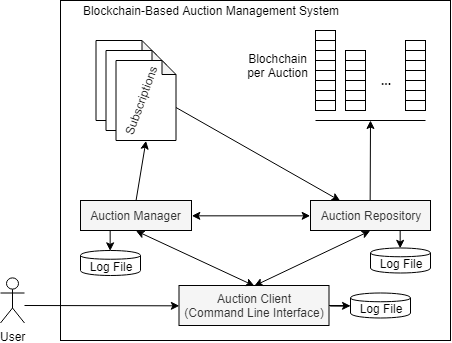 Blockchain-Based Auction Management System
Subscriptions
Blochchain
per Auction
...
Auction Manager
Auction Repository
Log File
Log File
Auction Client
(Command Line Interface)
Log File
User